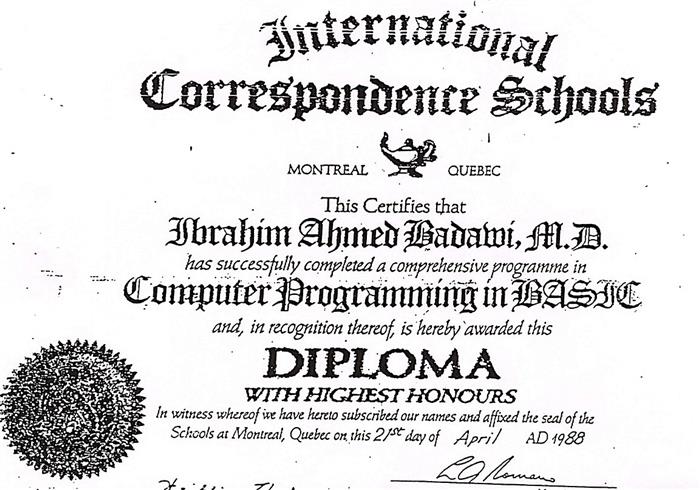 International
Correspondence Schools
MONTREAL QUEBEC
This Certifies that
Ibrahim Ahmed Badawi, M.D.
has successfully completed a comprehensive programme in
Computer Programming in BASIC
and, in recognition thereof, is hereby awarded this
DIPLOMA
WITH HIGHEST HONOURS
In witness whereof we have hereto subscribed our names and affixed the seal of the
Schools at Montreal, Quebec on this 21st day of April AD 1988